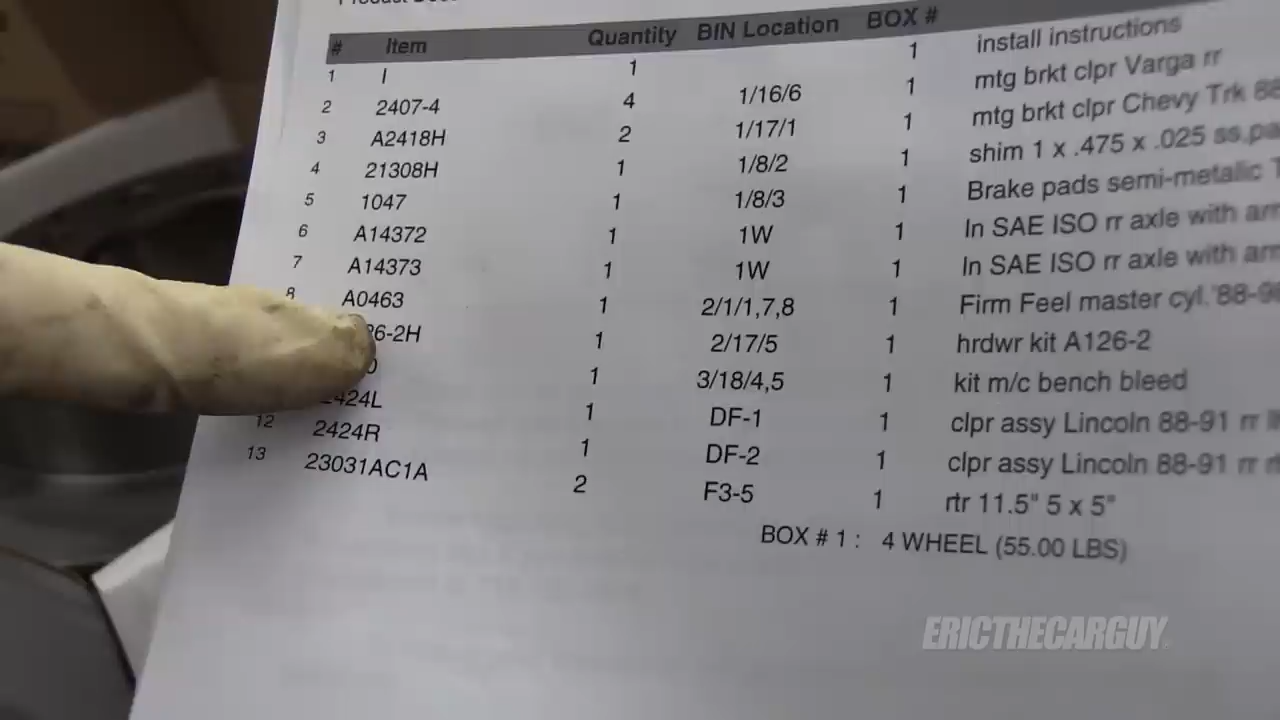 # Item Quantity BIN Location BOX #
1 I 1 1 install instructions
2 2407-4 4 1/16/6 1 mtg brkt clpr Varga rr
3 A2418H 2 1/17/1 1 mtg brkt clpr Chevy Trk 88
4 21308H 1 1/8/2 1 shim 1 x .475 x .025 ss
5 1047 1 1/8/3 1 Brake pads semi-metallic
6 A14372 1 1W 1 In SAE ISO rr axle with
7 A14373 1 1W 1 In SAE ISO rr axle with
8 A0463 1 2/1/1,7,8 1 Firm Feel master cyl. '88-
1 2/17/5 1 hrdwr kit A126-2
1 3/18/4,5 1 kit m/c bench bleed
2424L 1 DF-1 1 clpr assy Lincoln 88-91 rr
12 2424R 1 DF-2 1 clpr assy Lincoln 88-91 rr
13 23031AC1A 2 F3-5 1 rtr 11.5" 5 x 5"
BOX # 1 : 4 WHEEL (55.00 LBS)
ERICTHECARGUY